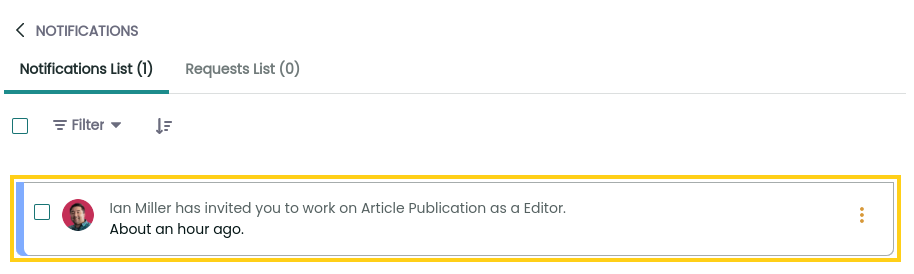 NOTIFICATIONS
Notifications List (1) Requests List (0)
Filter
Ian Miller has invited you to work on Article Publication as a Editor.
About an hour ago.